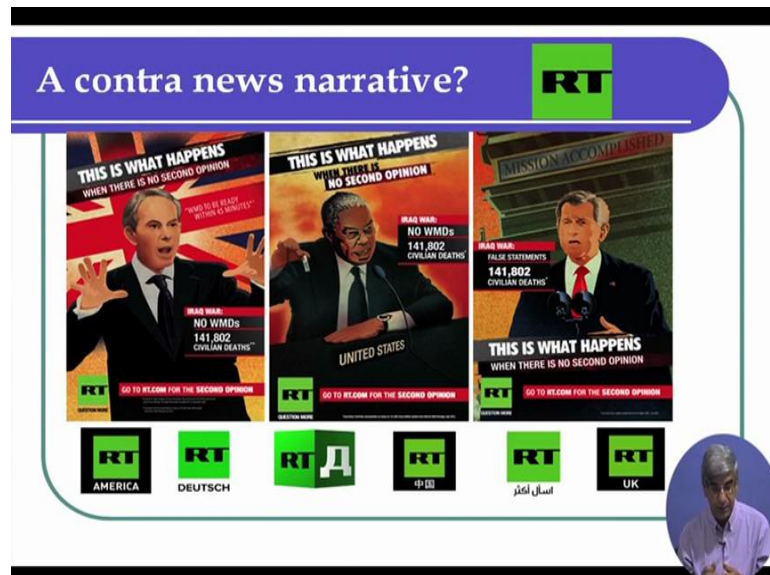 A contra news narrative?
RT
THIS IS WHAT HAPPENS
WHEN THERE IS NO SECOND OPINION
"WMD TO BE READY
WITHIN 45 MINUTES"
IRAQ WAR:
NO WMDs
141,802
CIVILIAN DEATHS
RT
QUESTION MORE
GO TO RT.COM FOR THE SECOND OPINION
THIS IS WHAT HAPPENS
WHEN THERE IS
NO SECOND OPINION
IRAQ WAR:
NO WMDs
141,802
CIVILIAN DEATHS*
UNITED STATES
RT
QUESTION MORE
GO TO RT.COM FOR THE SECOND OPINION
MISSION ACCOMPLISHED
IRAQ WAR:
FALSE STATEMENTS
141,802
CIVILIAN DEATHS*
THIS IS WHAT HAPPENS
WHEN THERE IS NO SECOND OPINION
RT
QUESTION MORE
GO TO RT.COM FOR THE SECOND OPINION
RT
AMERICA
RT
DEUTSCH
RT Д
RT
中国
RT
اسأل أكثر
RT
UK